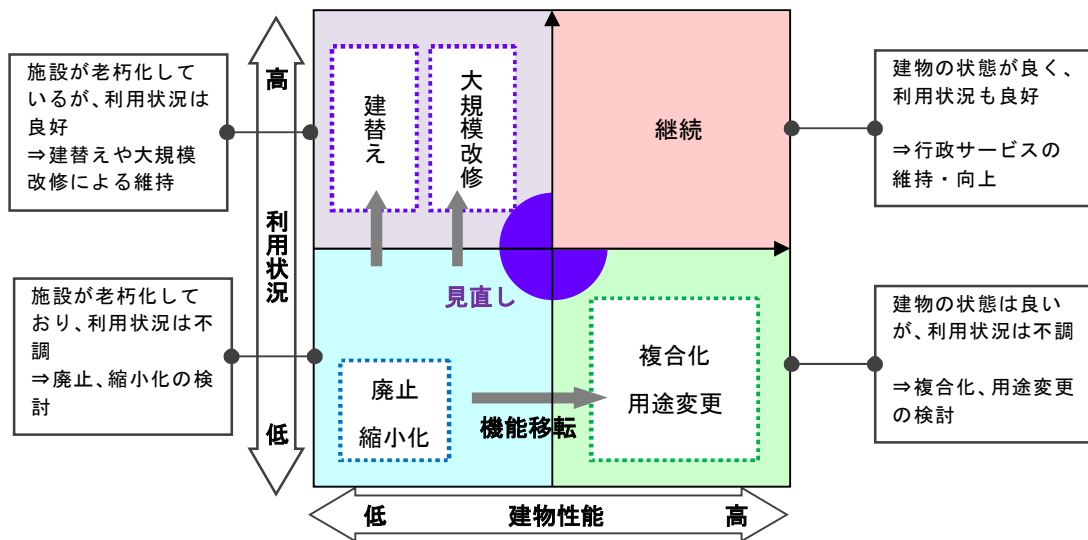 施設が老朽化して
いるが、利用状況は
良好
⇒建替えや大規模
改修による維持
施設が老朽化して
おり、利用状況は不
調
⇒廃止、縮小化の検
討
高
利用状況
低
建替え
大規模改修
継続
見直し
廃止
縮小化
機能移転
複合化
用途変更
低
建物性能
高
建物の状態が良く、
利用状況も良好
⇒行政サービスの
維持・向上
建物の状態は良い
が、利用状況は不調
⇒複合化、用途変更
の検討